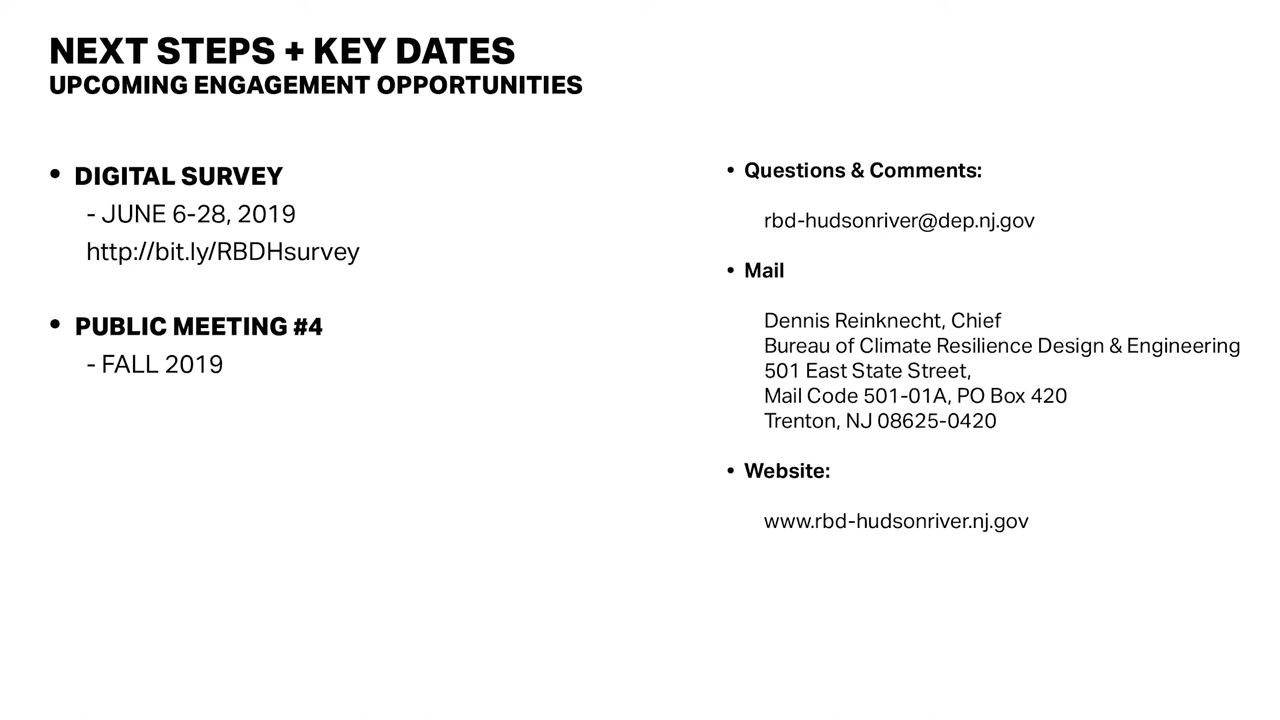 NEXT STEPS + KEY DATES
UPCOMING ENGAGEMENT OPPORTUNITIES
• DIGITAL SURVEY
- JUNE 6-28, 2019
http://bit.ly/RBDHsurvey
• PUBLIC MEETING #4
- FALL 2019
• Questions & Comments:
rbd-hudsonriver@dep.nj.gov
• Mail
Dennis Reinknecht, Chief
Bureau of Climate Resilience Design & Engineering
501 East State Street,
Mail Code 501-01A, PO Box 420
Trenton, NJ 08625-0420
• Website:
www.rbd-hudsonriver.nj.gov